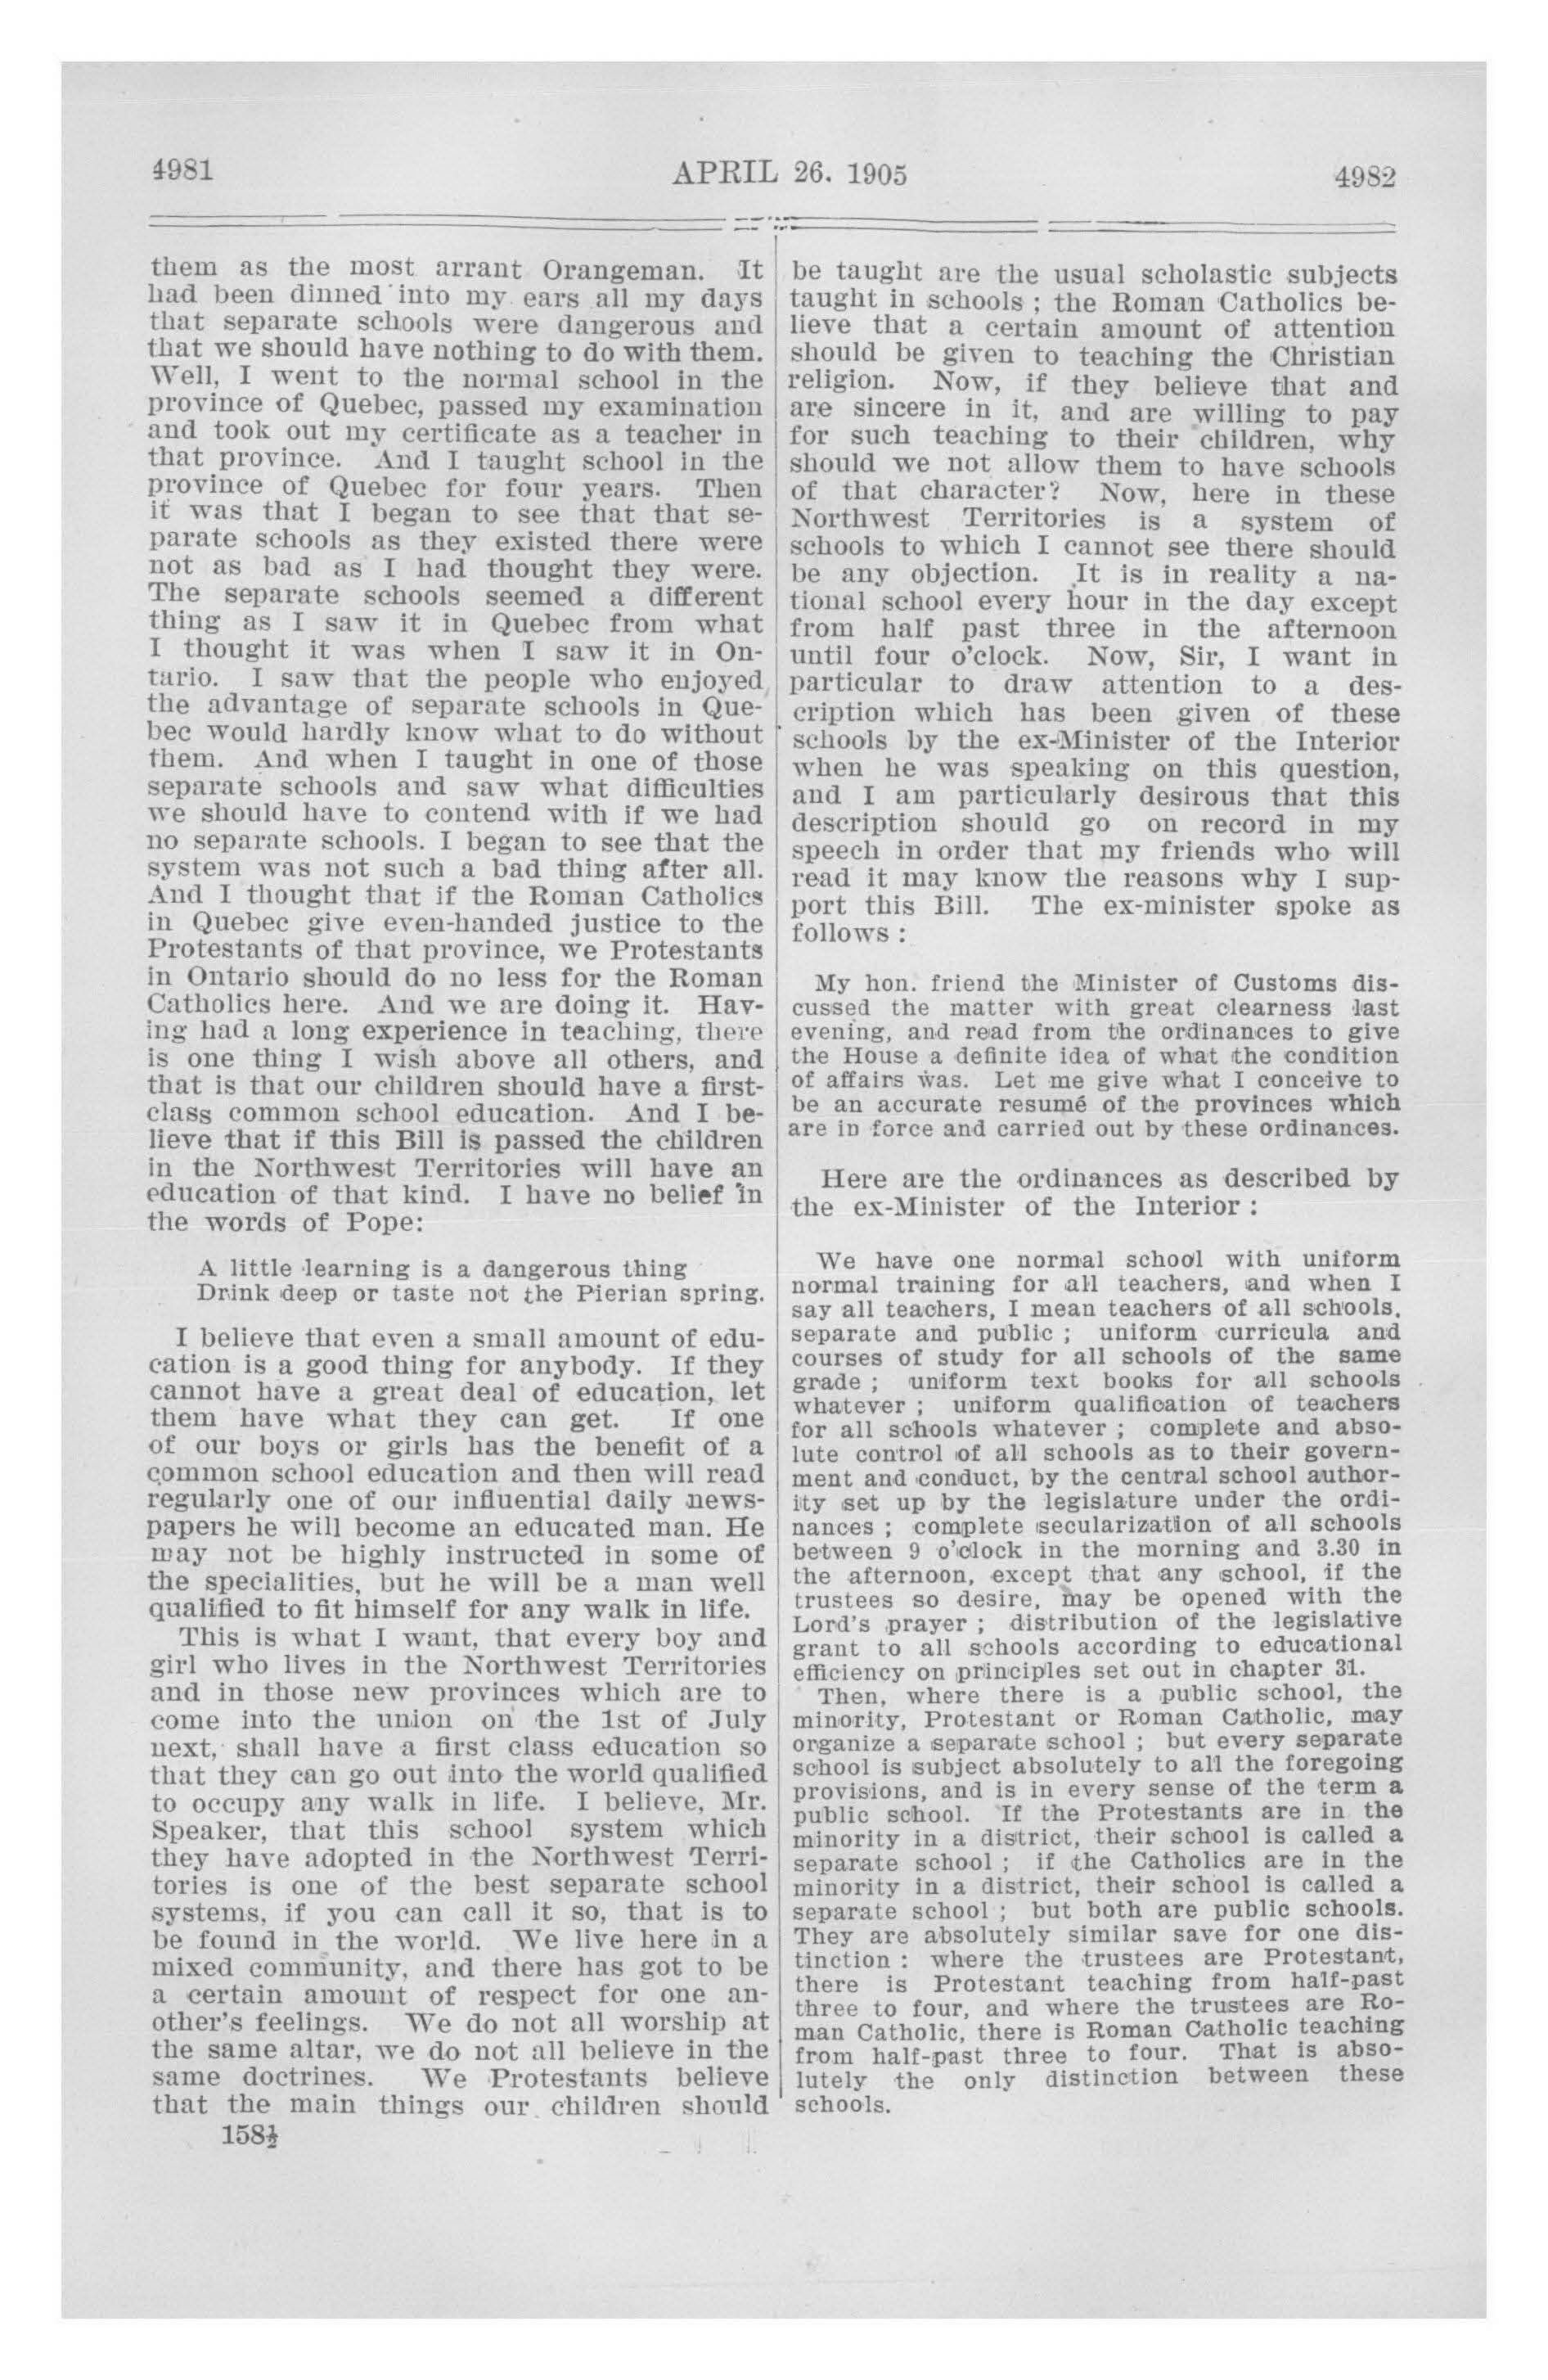 4981
APRIL 26. 1905
4982
them as the most arrant Orangeman. It
had been dinned into my ears all my days
that separate schools were dangerous and
that we should have nothing to do with them.
Well, I went to the normal school in the
province of Quebec, passed my examination
and took out my certificate as a teacher in
that province. And I taught school in the
province of Quebec for four years. Then
it was that I began to see that that se-
parate schools as they existed there were
not as bad as I had thought they were.
The separate schools seemed a different
thing as I saw it in Quebec from what
I thought it was when I saw it in On-
tario. I saw that the people who enjoyed
the advantage of separate schools in Que-
bec would hardly know what to do without
them. And when I taught in one of those
separate schools and saw what difficulties
we should have to contend with if we had
no separate schools. I began to see that the
system was not such a bad thing after all.
And I thought that if the Roman Catholics
in Quebec give even-handed justice to the
Protestants of that province, we Protestants
in Ontario should do no less for the Roman
Catholics here. And we are doing it. Hav-
ing had a long experience in teaching, there
is one thing I wish above all others, and
that is that our children should have a first-
class common school education. And I be-
lieve that if this Bill is passed the children
in the Northwest Territories will have an
education of that kind. I have no belief in
the words of Pope:
A little learning is a dangerous thing
Drink deep or taste not the Pierian spring.
I believe that even a small amount of edu-
cation is a good thing for anybody. If they
cannot have a great deal of education, let
them have what they can get. If one
of our boys or girls has the benefit of a
common school education and then will read
regularly one of our influential daily news-
papers he will become an educated man. He
may not be highly instructed in some of
the specialities, but he will be a man well
qualified to fit himself for any walk in life.
This is what I want, that every boy and
girl who lives in the Northwest Territories
and in those new provinces which are to
come into the union on the 1st of July
next, shall have a first class education so
that they can go out into the world qualified
to occupy any walk in life. I believe, Mr.
Speaker, that this school system which
they have adopted in the Northwest Terri-
tories is one of the best separate school
systems, if you can call it so, that is to
be found in the world. We live here in a
mixed community, and there has got to be
a certain amount of respect for one an-
other's feelings. We do not all worship at
the same altar, we do not all believe in the
same doctrines. We Protestants believe
that the main things our children should
158½
be taught are the usual scholastic subjects
taught in schools ; the Roman Catholics be-
lieve that a certain amount of attention
should be given to teaching the Christian
religion. Now, if they believe that and
are sincere in it, and are willing to pay
for such teaching to their children, why
should we not allow them to have schools
of that character? Now, here in these
Northwest Territories is a system of
schools to which I cannot see there should
be any objection. It is in reality a na-
tional school every hour in the day except
from half past three in the afternoon
until four o'clock. Now, Sir, I want in
particular to draw attention to a des-
cription which has been given of these
schools by the ex-Minister of the Interior
when he was speaking on this question,
and I am particularly desirous that this
description should go on record in my
speech in order that my friends who will
read it may know the reasons why I sup-
port this Bill. The ex-minister spoke as
follows :
My hon. friend the Minister of Customs dis-
cussed the matter with great clearness last
evening, and read from the ordinances to give
the House a definite idea of what the condition
of affairs was. Let me give what I conceive to
be an accurate resumé of the provinces which
are in force and carried out by these ordinances.
Here are the ordinances as described by
the ex-Minister of the Interior :
We have one normal school with uniform
normal training for all teachers, and when I
say all teachers, I mean teachers of all schools,
separate and public ; uniform curricula and
courses of study for all schools of the same
grade ; uniform text books for all schools
whatever ; uniform qualification of teachers
for all schools whatever ; complete and abso-
lute control of all schools as to their govern-
ment and conduct, by the central school author-
ity set up by the legislature under the ordi-
nances ; complete secularization of all schools
between 9 o'clock in the morning and 3.30 in
the afternoon, except that any school, if the
trustees so desire, may be opened with the
Lord's prayer ; distribution of the legislative
grant to all schools according to educational
efficiency on principles set out in chapter 31.
Then, where there is a public school, the
minority, Protestant or Roman Catholic, may
organize a separate school ; but every separate
school is subject absolutely to all the foregoing
provisions, and is in every sense of the term a
public school. If the Protestants are in the
minority in a district, their school is called a
separate school ; if the Catholics are in the
minority in a district, their school is called a
separate school ; but both are public schools.
They are absolutely similar save for one dis-
tinction : where the trustees are Protestant,
there is Protestant teaching from half-past
three to four, and where the trustees are Ro-
man Catholic, there is Roman Catholic teaching
from half-past three to four. That is abso-
lutely the only distinction between these
schools.